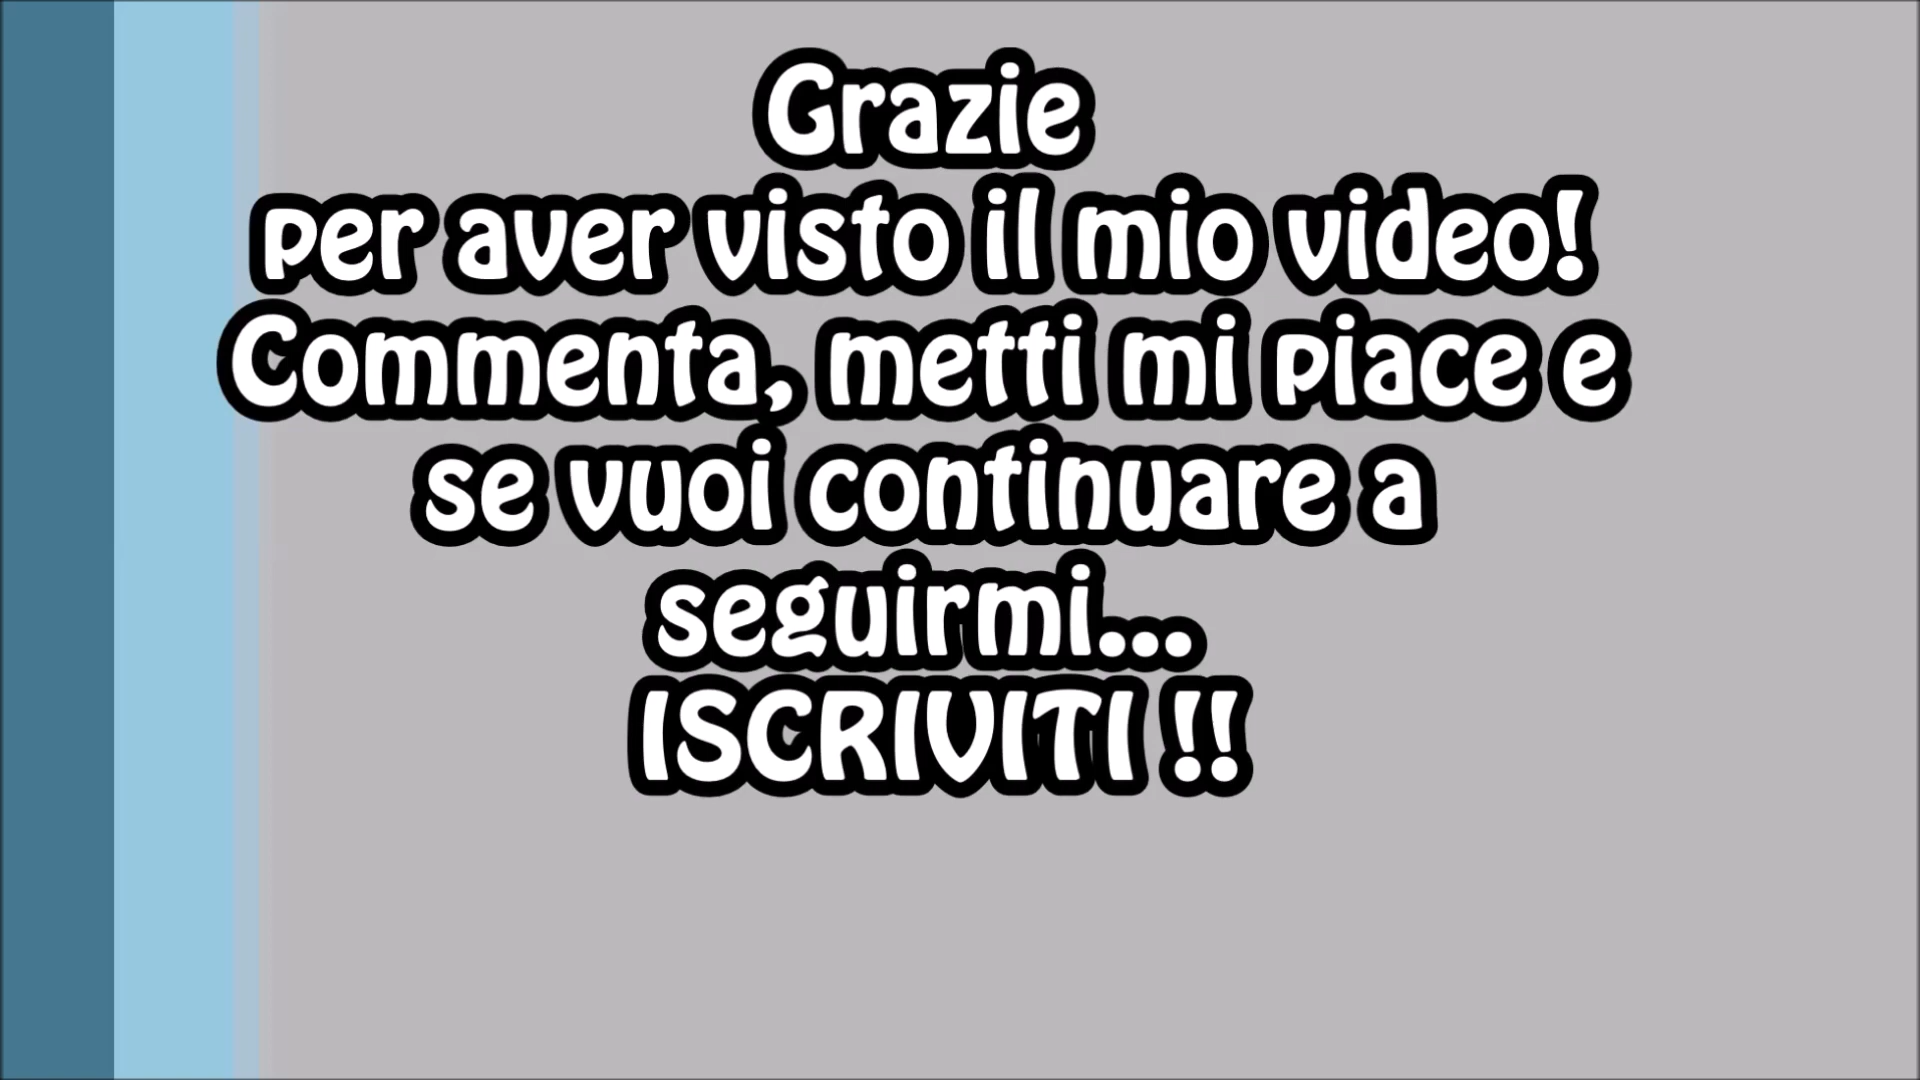 Grazie
per aver visto il mio video!
Commenta, metti mi piace e
se vuoi continuare a
seguirmi...
ISCRIVITI !!